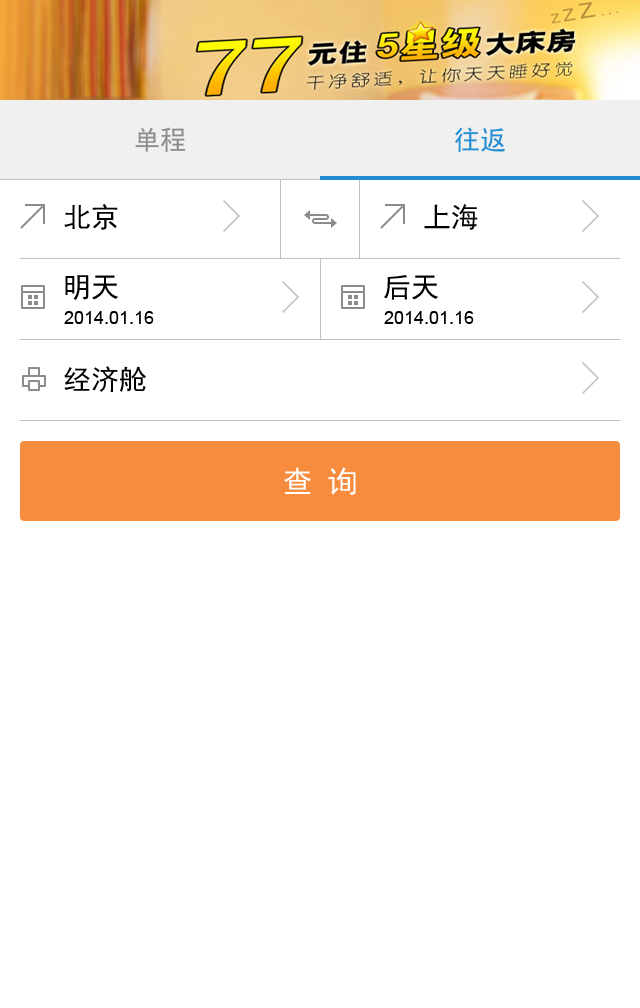 zzZ...
77元住5星级大床房
干净舒适，让你天天睡好觉
单程
往返
北京
上海
明天
2014.01.16
后天
2014.01.16
经济舱
查 询